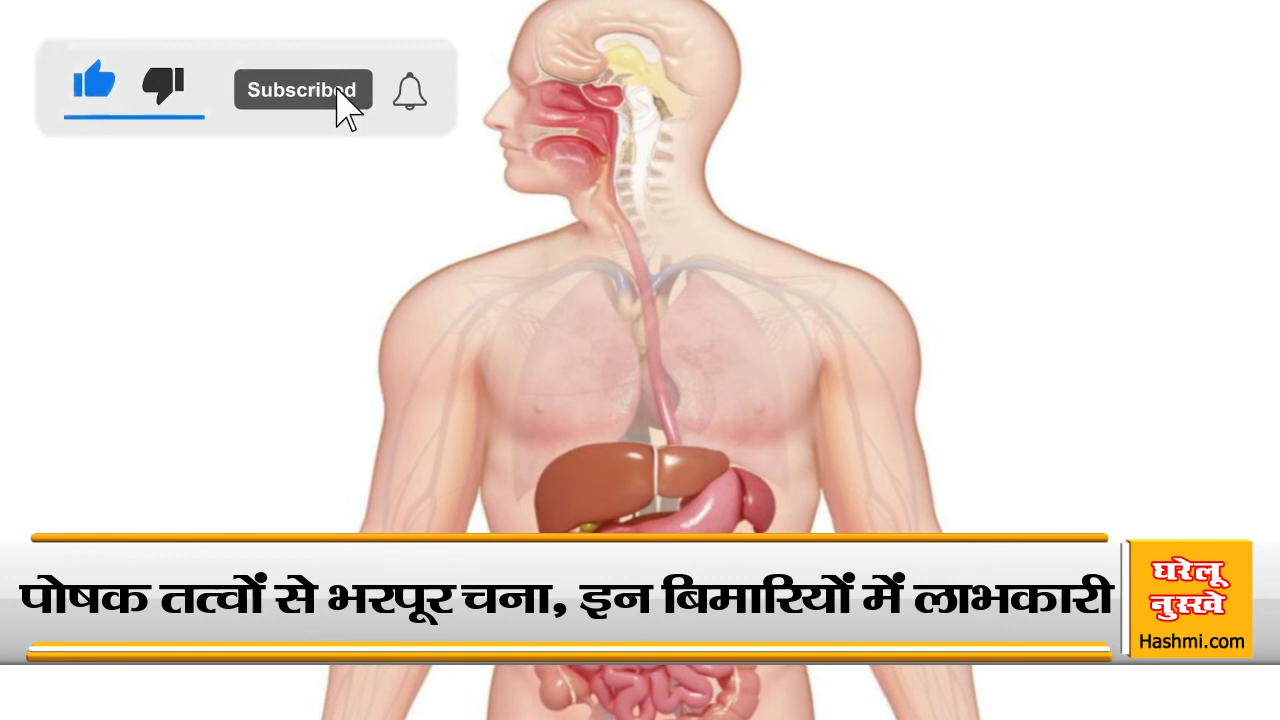 Subscribed
पोषक तत्वों से भरपूर चना, इन बिमारियों में लाभकारी
घरेलू
नुस्खे
Hashmi.com